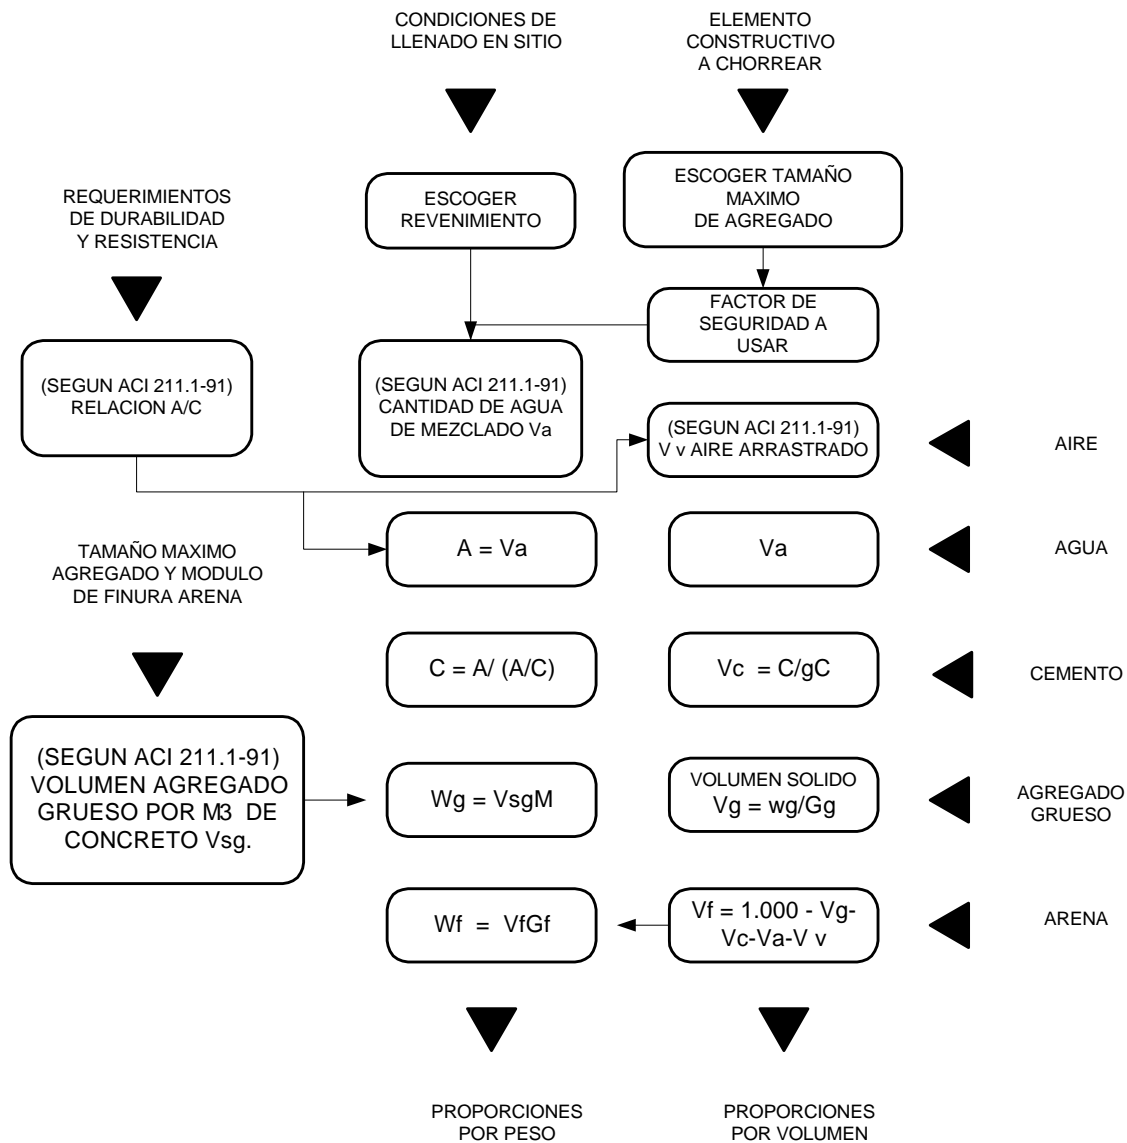 CONDICIONES DE
LLENADO EN SITIO
ELEMENTO
CONSTRUCTIVO
A CHORREAR
REQUERIMIENTOS
DE DURABILIDAD
Y RESISTENCIA
ESCOGER
REVENIMIENTO
ESCOGER TAMAÑO
MAXIMO
DE AGREGADO
FACTOR DE
SEGURIDAD A
USAR
(SEGUN ACI 211.1-91)
RELACION A/C
(SEGUN ACI 211.1-91)
CANTIDAD DE AGUA
DE MEZCLADO Va
(SEGUN ACI 211.1-91)
V v AIRE ARRASTRADO
AIRE
TAMAÑO MAXIMO
AGREGADO Y MODULO
DE FINURA ARENA
A = Va
Va
AGUA
C = A/ (A/C)
Vc = C/gC
CEMENTO
(SEGUN ACI 211.1-91)
VOLUMEN AGREGADO
GRUESO POR M3 DE
CONCRETO Vsg.
Wg = VsgM
VOLUMEN SOLIDO
Vg = wg/Gg
AGREGADO
GRUESO
Wf = VfGf
Vf = 1.000 - Vg-
Vc-Va-V v
ARENA
PROPORCIONES
POR PESO
PROPORCIONES
POR VOLUMEN